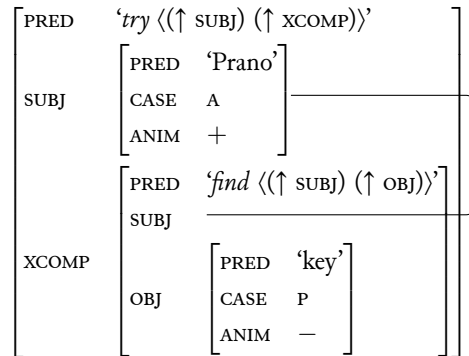 PRED ‘try ⟨(↑ SUBJ) (↑ XCOMP)⟩’
PRED ‘Prano’
SUBJ CASE A
ANIM +
PRED ‘find ⟨(↑ SUBJ) (↑ OBJ)⟩’
SUBJ
XCOMP
PRED ‘key’
OBJ CASE P
ANIM −